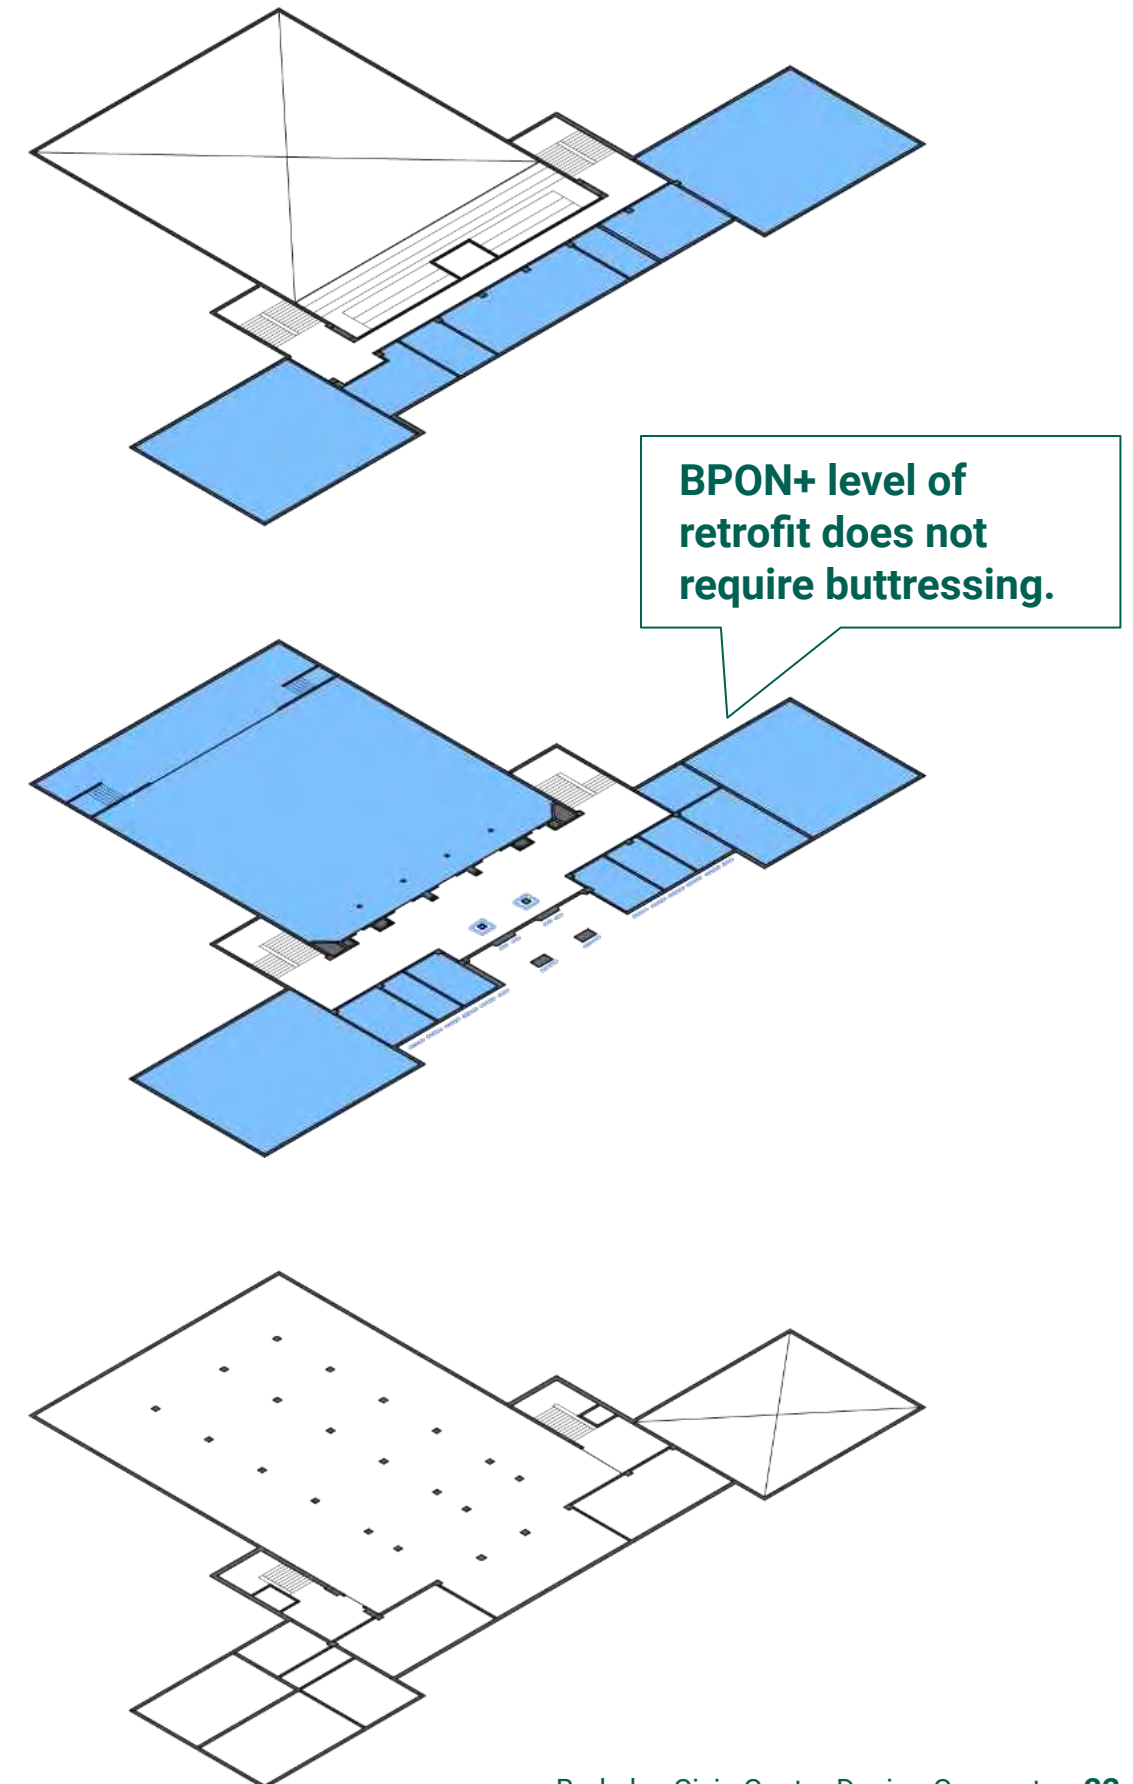 BPON+ level of
retrofit does not
require buttressing.